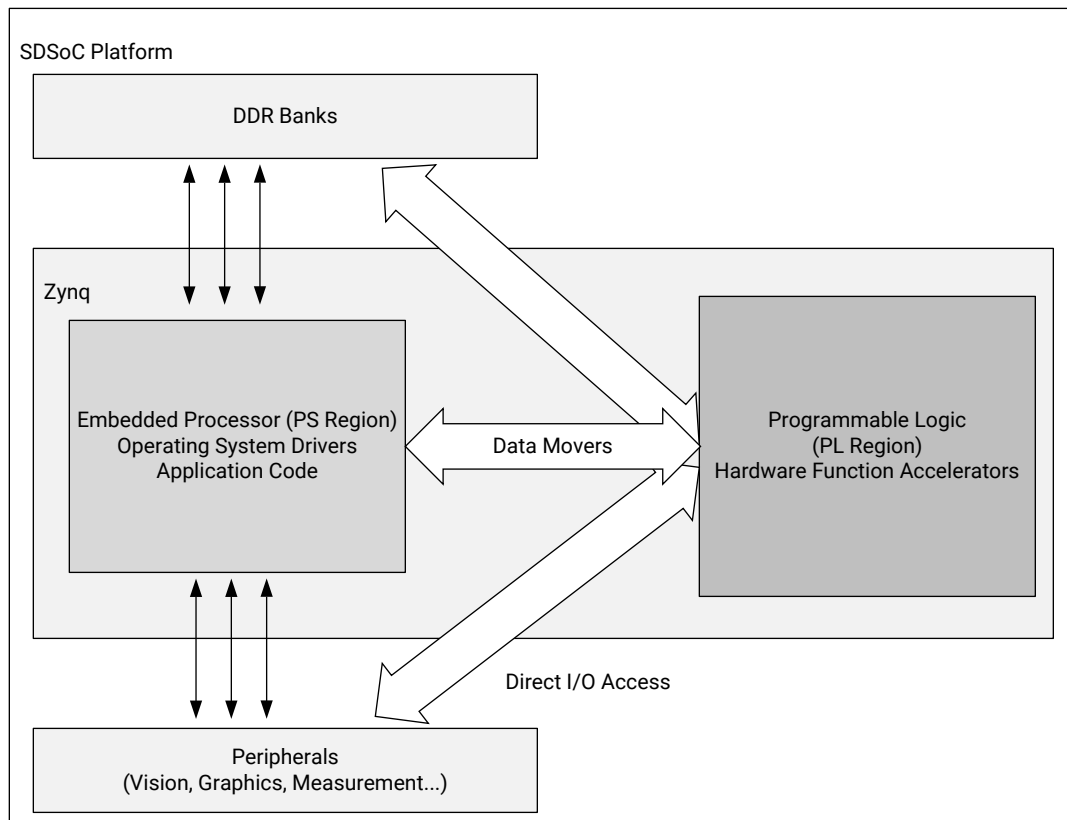 SDSoC Platform
DDR Banks
Zynq
Embedded Processor (PS Region)
Operating System Drivers
Application Code
Data Movers
Programmable Logic
(PL Region)
Hardware Function Accelerators
Direct I/O Access
Peripherals
(Vision, Graphics, Measurement...)